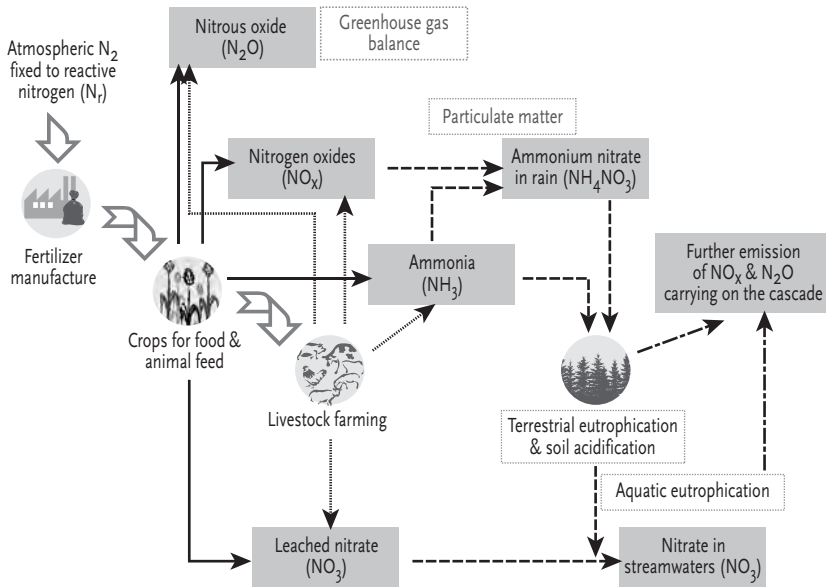 Nitrous oxide
(N₂O)
Greenhouse gas
balance
Atmospheric N₂
fixed to reactive
nitrogen (Nᵣ)
Particulate matter
Nitrogen oxides
(NOₓ)
Ammonium nitrate
in rain (NH₄NO₃)
Fertilizer
manufacture
Ammonia
(NH₃)
Further emission
of NOₓ & N₂O
carrying on the cascade
Crops for food &
animal feed
Livestock farming
Terrestrial eutrophication
& soil acidification
Aquatic eutrophication
Leached nitrate
(NO₃)
Nitrate in
streamwaters (NO₃)